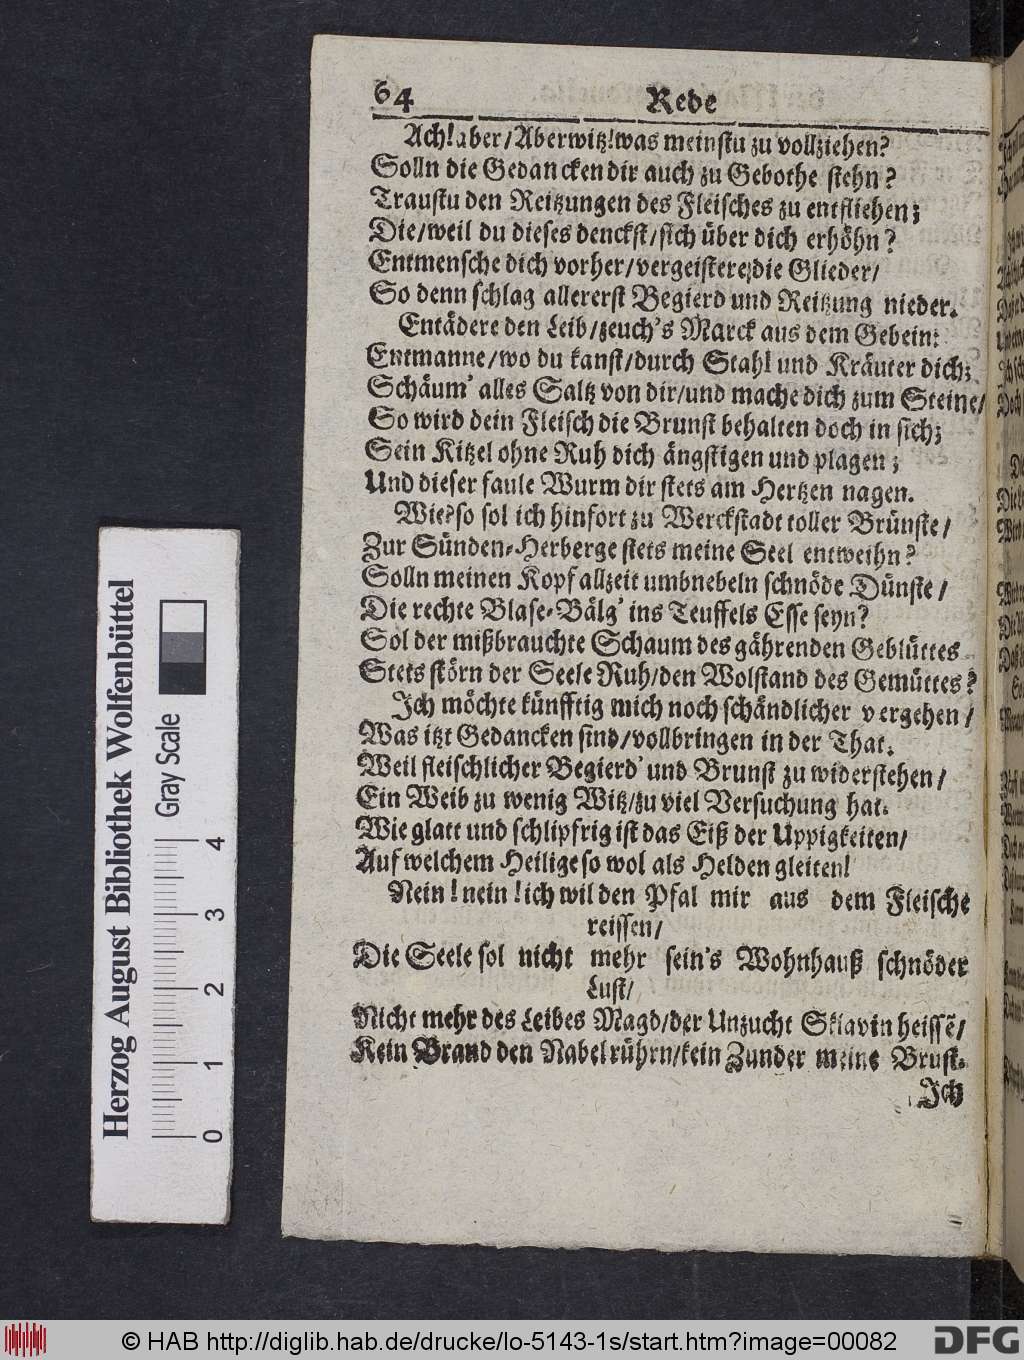 64 Rede
Ach! aber/Aberwitz! was meinstu zu vollziehen?
Solln die Gedancken dir auch zu Gebothe stehn?
Traustu den Reitzungen des Fleisches zu entfliehen;
Die/weil du dieses denckst/sich über dich erhöhn?
Entmensche dich vorher/vergeistere die Glieder/
So denn schlag allererst Begierd und Reitzung nieder.
Entädere den Leib/zeuch's Marck aus dem Gebein:
Entmanne/wo du kanst/durch Stahl und Kräuter dich;
Schäum' alles Saltz von dir/und mache dich zum Steine/
So wird dein Fleisch die Brunst behalten doch in sich;
Sein Kitzel ohne Ruh dich ängstigen und plagen;
Und dieser faule Wurm dir stets am Hertzen nagen.
Wie? so sol ich hinfort zu Werckstadt toller Brünste/
Zur Sünden-Herberge stets meine Seel entweihn?
Solln meinen Kopf allzeit umbnebeln schnöde Dünste/
Die rechte Blase-Bälg' ins Teuffels Esse seyn?
Sol der mißbrauchte Schaum des gährenden Geblüttes
Stets störn der Seele Ruh/den Wolstand des Gemüttes?
Ich möchte künfftig mich noch schändlicher vergehen/
Was itzt Gedancken sind/vollbringen in der That.
Weil fleischlicher Begierd' und Brunst zu widerstehen/
Ein Weib zu wenig Witz/zu viel Versuchung hat.
Wie glatt und schlipfrig ist das Eiß der Uppigkeiten/
Auf welchem Heilige so wol als Helden gleiten!
Nein! nein! ich wil den Pfal mir aus dem Fleische
reissen/
Die Seele sol nicht mehr sein's Wohnhauß schnöder
Lust/
Nicht mehr des Leibes Magd/der Unzucht Sklavin heissẽ/
Kein Brand den Nabel rührn/kein Zunder meine Brust.
Ich
Herzog August Bibliothek Wolfenbüttel
Gray Scale
0 1 2 3 4
© HAB http://diglib.hab.de/drucke/lo-5143-1s/start.htm?image=00082
DFG